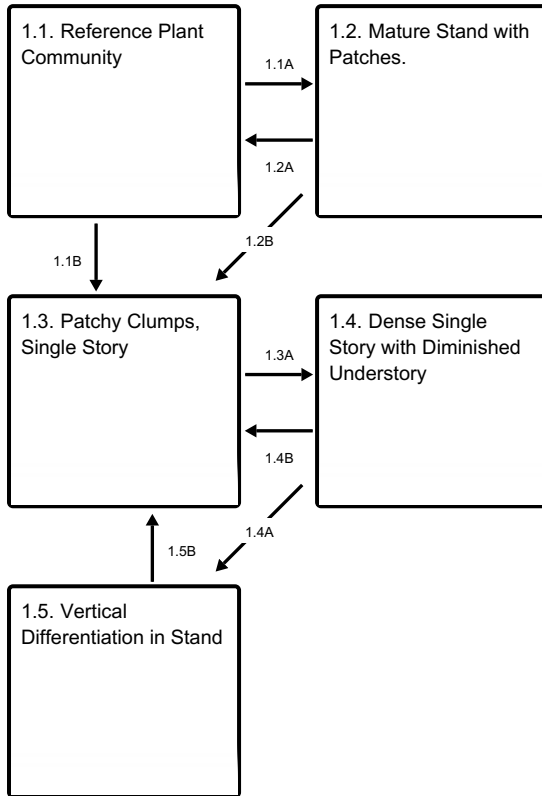 1.1. Reference Plant
Community
1.2. Mature Stand with
Patches.
1.1A
1.2A
1.2B
1.1B
1.3. Patchy Clumps,
Single Story
1.4. Dense Single
Story with Diminished
Understory
1.3A
1.4B
1.4A
1.5B
1.5. Vertical
Differentiation in Stand